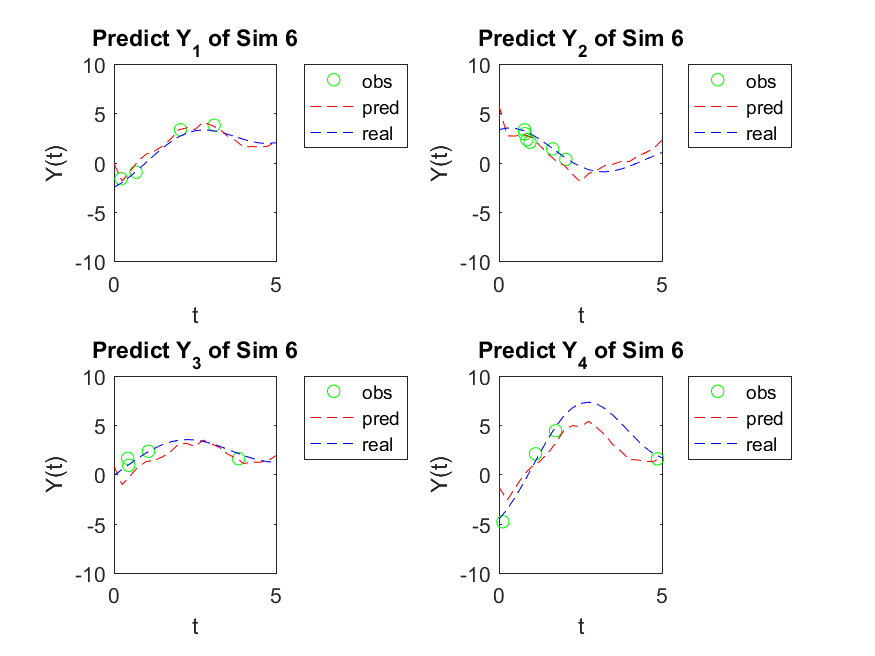 Predict Y1 of Sim 6
10
5
0
-5
-10
Y(t)
0
5
t
obs
pred
real
Predict Y2 of Sim 6
10
5
0
-5
-10
Y(t)
0
5
t
obs
pred
real
Predict Y3 of Sim 6
10
5
0
-5
-10
Y(t)
0
5
t
obs
pred
real
Predict Y4 of Sim 6
10
5
0
-5
-10
Y(t)
0
5
t
obs
pred
real